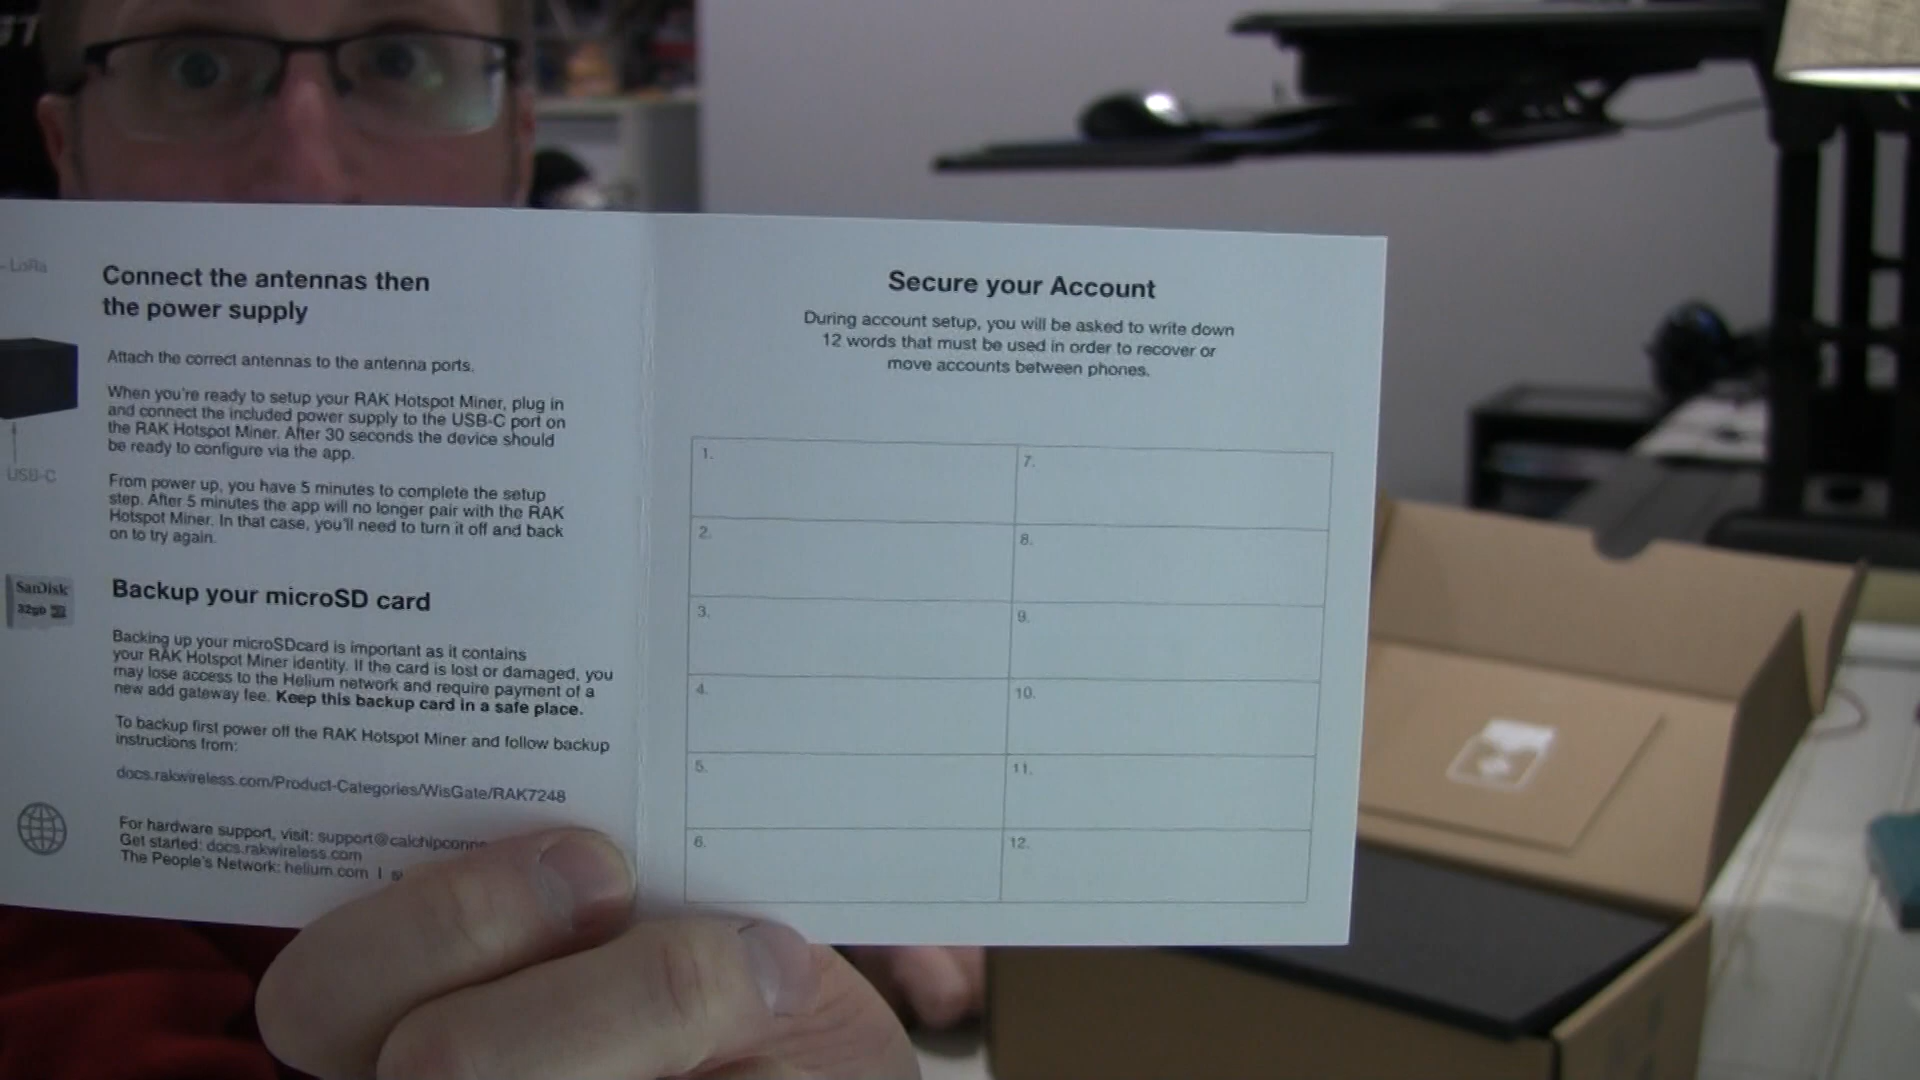 LoRa
USB-C
Connect the antennas then
the power supply
Attach the correct antennas to the antenna ports.
When you're ready to setup your RAK Hotspot Miner, plug in
and connect the included power supply to the USB-C port on
the RAK Hotspot Miner. After 30 seconds the device should
be ready to configure via the app.
From power up, you have 5 minutes to complete the setup
step. After 5 minutes the app will no longer pair with the RAK
Hotspot Miner. In that case, you'll need to turn it off and back
on to try again.
SanDisk
32gb
Backup your microSD card
Backing up your microSDcard is important as it contains
your RAK Hotspot Miner identity. If the card is lost or damaged, you
may lose access to the Helium network and require payment of a
new add gateway fee. Keep this backup card in a safe place.
To backup first power off the RAK Hotspot Miner and follow backup
instructions from:
docs.rakwireless.com/Product-Categories/WisGate/RAK7248
For hardware support, visit: support@calchipconne
Get started: docs.rakwireless.com
The People's Network: helium.com |
Secure your Account
During account setup, you will be asked to write down
12 words that must be used in order to recover or
move accounts between phones.
1.
2.
3.
4.
5.
6.
7.
8.
9.
10.
11.
12.